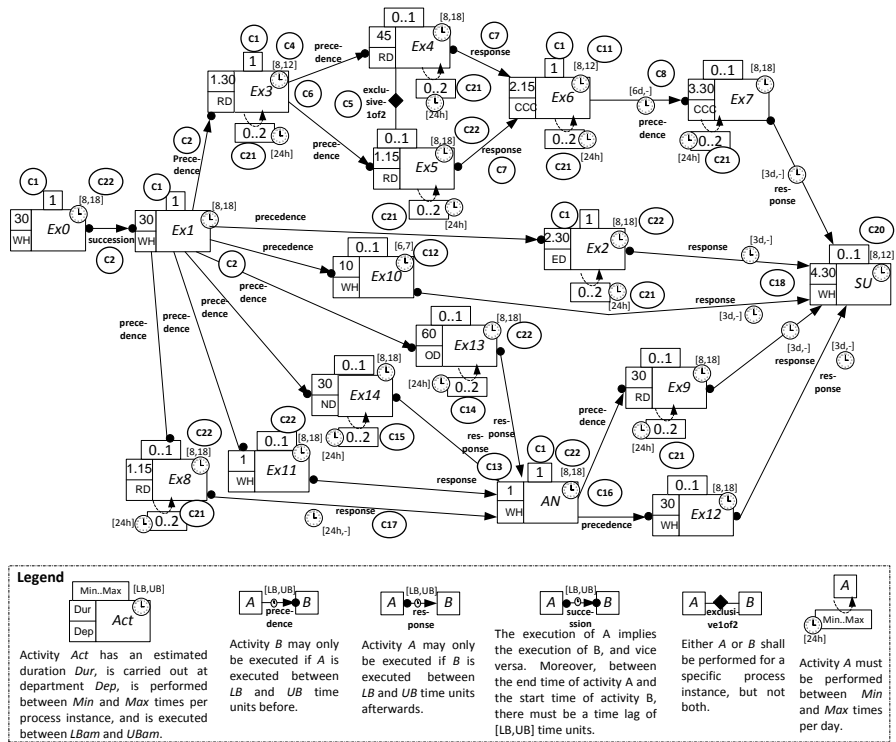 0..1
C7
[8,18]
45
Ex4
RD
response
prece-
dence
C1
C4
1
[8,12]
1.30
Ex3
RD
C6
0..2
[24h]
C21
C1
C11
1
[8,12]
2.15
Ex6
CCC
0..2
[24h]
C21
C8
[6d,-]
prece-
dence
0..1
[8,18]
3.30
Ex7
CCC
0..2
[24h]
C21
0..2
C21
[24h]
C5
exclusive-
1of2
prece-
dence
0..1
C22
[8,18]
1.15
Ex5
RD
response
C7
C21
0..2
[24h]
C2
Prece-
dence
[3d,-]
res-
ponse
C1
C22
1
[8,18]
30
Ex0
WH
succession
C2
C1
1
[8,18]
30
Ex1
WH
precedence
C1
1
[8,18]
C22
2.30
Ex2
ED
0..2
C21
[24h]
response
[3d,-]
C20
0..1
[8,12]
4.30
SU
WH
C18
precedence
C2
prece-
dence
0..1
[6,7]
C12
10
Ex10
WH
response
[3d,-]
prece-
dence
prece-
dence
prece-
dence
0..1
[8,18]
60
Ex13
OD
C22
[24h]
0..2
C14
0..1
[8,18]
30
Ex14
ND
[24h]
0..2
C15
res-
ponse
res-
ponse
C13
C1
C22
1
[8,18]
1
AN
WH
C16
prece-
dence
0..1
[8,18]
30
Ex9
RD
0..2
[24h]
C21
[3d,-]
response
[3d,-]
res-
ponse
C22
0..1
[8,18]
1.15
Ex8
RD
[24h]
0..2
C21
C22
0..1
[8,18]
1
Ex11
WH
response
response
[24h,-]
C17
precedence
0..1
[8,18]
30
Ex12
WH
Legend
Min..Max
[LB,UB]
Dur
Act
Dep
Activity Act has an estimated
duration Dur, is carried out at
department Dep, is performed
between Min and Max times per
process instance, and is executed
between LBam and UBam.
[LB,UB]
A
B
prece-
dence
Activity B may only
be executed if A is
executed between
LB and UB time
units before.
[LB,UB]
A
B
res-
ponse
Activity A may only
be executed if B is
executed between
LB and UB time units
afterwards.
[LB,UB]
A
B
succe-
ssion
The execution of A implies
the execution of B, and vice
versa. Moreover, between
the end time of activity A and
the start time of activity B,
there must be a time lag of
[LB,UB] time units.
A
B
exclusi-
ve1of2
Either A or B shall
be performed for a
specific process
instance, but not
both.
A
Min..Max
[24h]
Activity A must
be performed
between Min
and Max times
per day.